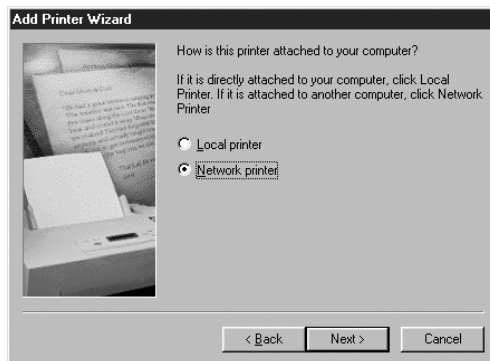 Add Printer Wizard
How is this printer attached to your computer?
If it is directly attached to your computer, click Local
Printer. If it is attached to another computer, click Network
Printer
Local printer
Network printer
< Back
Next >
Cancel